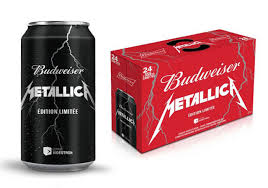 Budweiser
METALLICA
ÉDITION LIMITÉE
24
Budweiser
METALLICA
ÉDITION LIMITÉE